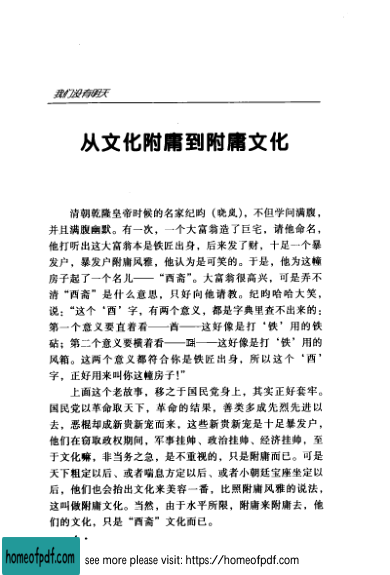 我们没有明天
从文化附庸到附庸文化
清朝乾隆皇帝时候的名家纪昀(晓岚),不但学问满腹,
并且满腹幽默。有一次,一个大富翁造了巨宅,请他命名,
他打听出这大富翁本是铁匠出身,后来发了财,十足一个暴
发户,暴发户附庸风雅,他认为是可笑的。于是,他为这幢
房子起了一个名儿——“酉斋”。大富翁很高兴,可是弄不
清“酉斋”是什么意思,只好向他请教。纪昀哈哈大笑,
说:“这个‘酉’字,有两个意义,都是字典里查不出来的:
第一个意义要直着看——酉——这好像是打‘铁’用的铁
砧;第二个意义要横着看————这好像是打‘铁’用的
风箱。这两个意义都符合你是铁匠出身,所以这个‘酉’
字,正好用来叫你这幢房子!”
上面这个老故事,移之于国民党身上,其实正好套牢。
国民党以革命取天下,革命的结果,善类多成先烈先进以
去,恶棍却成新贵新宠而来,这些新贵新宠是十足暴发户,
他们在窃取政权期间,军事挂帅、政治挂帅、经济挂帅,至
于文化嘛,非当务之急,是不重视的,只是附庸而已。可是
天下粗定以后、或者喘息方定以后、或者小朝廷宝座坐定以
后,他们也会抬出文化来美容一番,比照附庸风雅的说法,
这叫做附庸文化。当然,由于水平所限,附庸来附庸去,他
们的文化,只是“酉斋”文化而已。
homeofpdf.com
see more please visit: https://homeofpdf.com